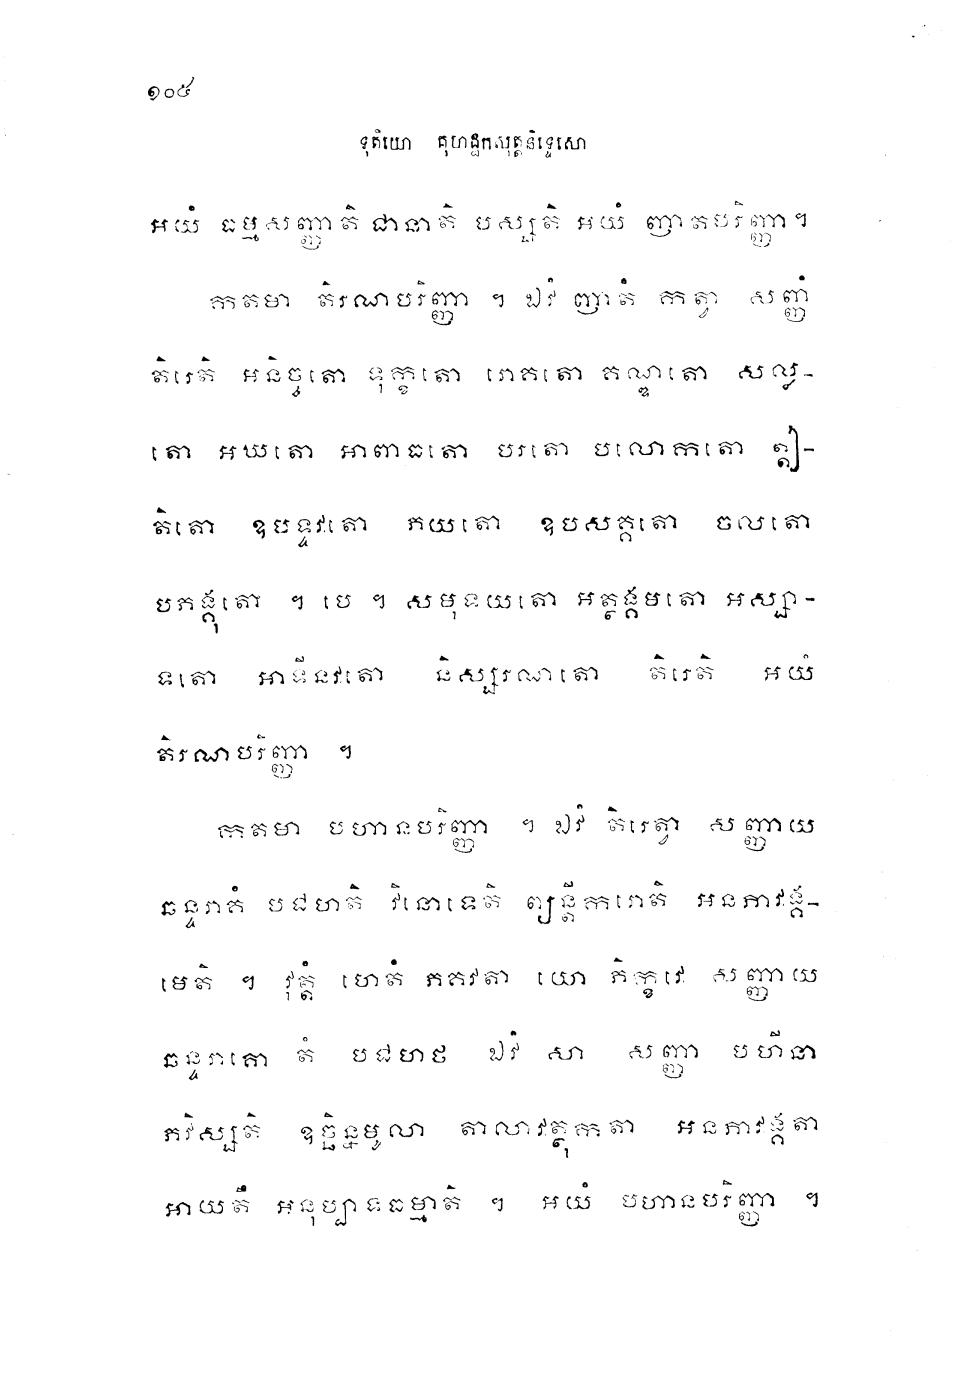 ១០៥
ទុតិយោ គុហដ្ឋកសុត្តនិទ្ទេសោ
អយំ ធម្មសញ្ញាតិ ជានាតិ បស្សតិ អយំ ញាតបរិញ្ញា។
កតមា តិរណាបរិញ្ញា ។ ឯវំ ញាតំ កត្វា សញ្ញំ
តិរេតិ អនិច្ចតោ ទុក្ខតោ រោគតោ គណ្ឌតោ សល្ល-
តោ អឃតោ អាពាធតោ បរតោ បលោកតោ ឦ-
តិតោ ឧបទ្ទវតោ ភយតោ ឧបសគ្គតោ ចលតោ
បភង្គុតោ ។ បេ ។ សមុទយតោ អត្ថង្គមតោ អស្សា-
ទតោ អាទីនវតោ និស្សរណតោ តិរេតិ អយំ
តិរណាបរិញ្ញា ។
កតមា បហានបរិញ្ញា ។ ឯវំ តិរេត្វា សញ្ញាយ
ឆន្ទរាគំ បជហតិ វិនោទេតិ ព្យន្តីករោតិ អនភាវង្គ-
មេតិ ។ វុត្តំ ហេតំ ភគវតា យោ ភិក្ខវេ សញ្ញាយ
ឆន្ទរាគោ តំ បជហថ ឯវំ សា សញ្ញា បហីនា
ភវិស្សតិ ឧច្ឆិន្នមូលា តាលាវត្ថុកតា អនភាវង្គតា
អាយតឹ អនុប្បាទធម្មាតិ ។ អយំ បហានបរិញ្ញា ។